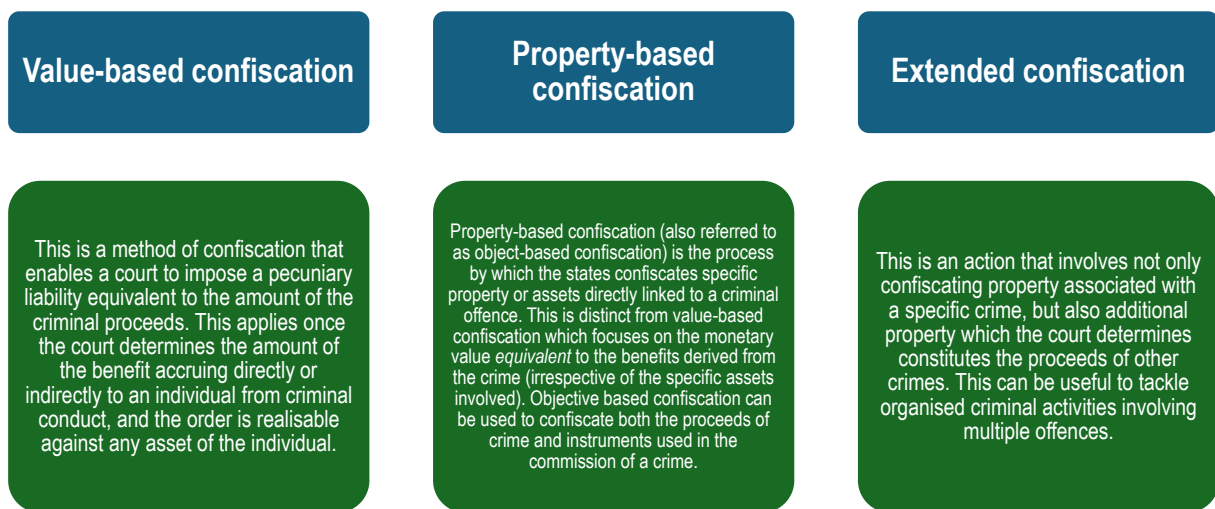 Value-based confiscation
This is a method of confiscation that
enables a court to impose a pecuniary
liability equivalent to the amount of the
criminal proceeds. This applies once
the court determines the amount of
the benefit accruing directly or
indirectly to an individual from criminal
conduct, and the order is realisable
against any asset of the individual.
Property-based
confiscation
Property-based confiscation (also referred to
as object-based confiscation) is the process
by which the states confiscates specific
property or assets directly linked to a criminal
offence. This is distinct from value-based
confiscation which focuses on the monetary
value equivalent to the benefits derived from
the crime (irrespective of the specific assets
involved). Objective based confiscation can
be used to confiscate both the proceeds of
crime and instruments used in the
commission of a crime.
Extended confiscation
This is an action that involves not only
confiscating property associated with
a specific crime, but also additional
property which the court determines
constitutes the proceeds of other
crimes. This can be useful to tackle
organised criminal activities involving
multiple offences.